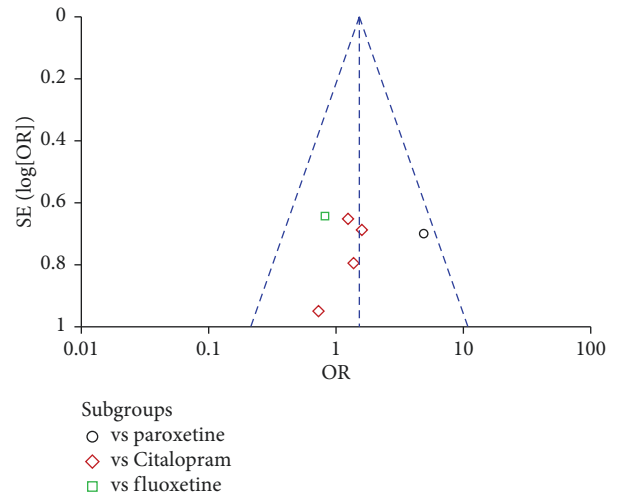 0
0.2
0.4
0.6
0.8
1
SE (log[OR])
0.01
0.1
1
10
100
OR
Subgroups
vs paroxetine
vs Citalopram
vs fluoxetine